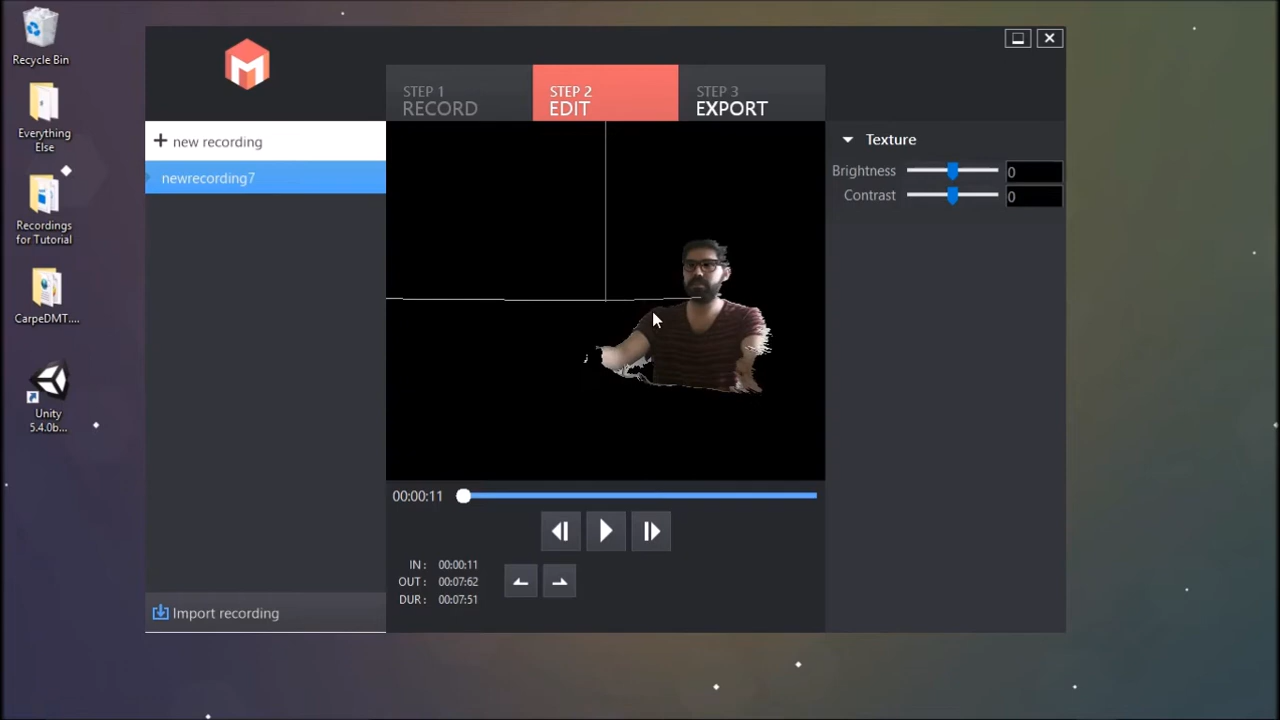 Recycle Bin
Everything
Else
Recordings
for Tutorial
CarpeDMT....
Unity
5.4.0b...
M
STEP 1
RECORD
STEP 2
EDIT
STEP 3
EXPORT
new recording
newrecording7
Import recording
Texture
Brightness
0
Contrast
0
00:00:11
IN : 00:00:11
OUT : 00:07:62
DUR : 00:07:51